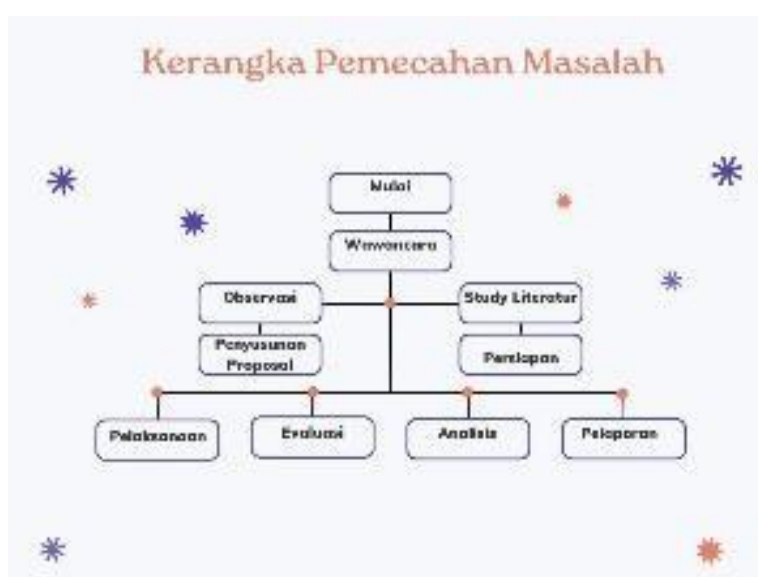 Kerangka Pemecahan Masalah
Mulai
Wawancara
Observasi
Study Literatur
Penyusunan
Proposal
Persiapan
Pelaksanaan
Evaluasi
Analisis
Pelaporan